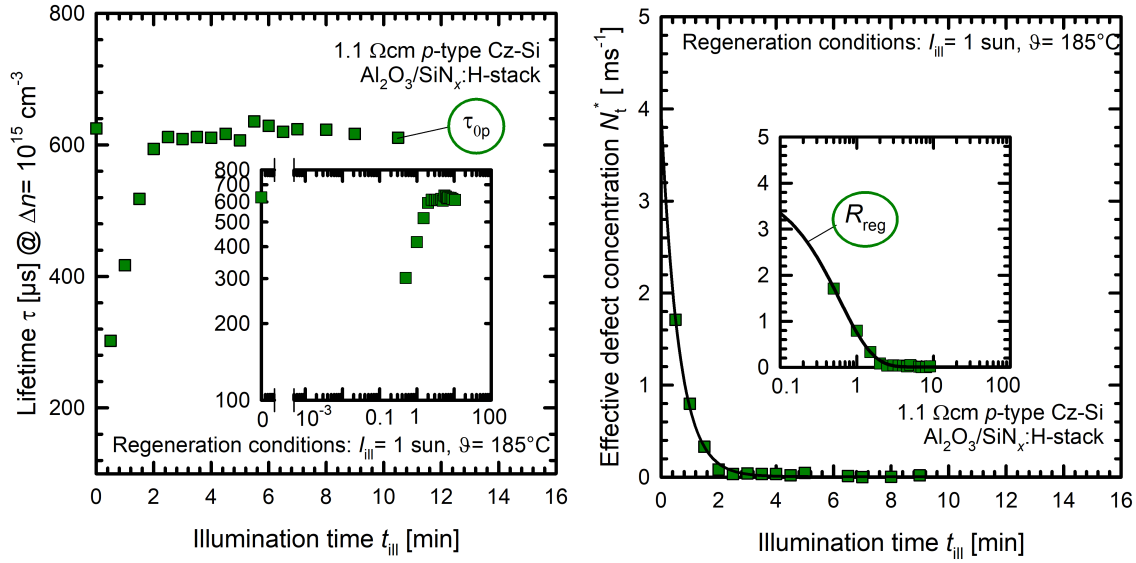 800
600
400
200
Lifetime τ [µs] @ Δn= 10¹⁵ cm⁻³
1.1 Ωcm p-type Cz-Si
Al₂O₃/SiNₓ:H-stack
τ₀ₚ
800
700
600
500
400
300
200
100
0 10⁻³ 0.1 1 10 100
Regeneration conditions: Iᵢₗₗ= 1 sun, ϑ= 185°C
0 2 4 6 8 10 12 14 16
Illumination time tᵢₗₗ [min]
5
4
3
2
1
0
Effective defect concentration Nₜ* [ms⁻¹]
Regeneration conditions: Iᵢₗₗ= 1 sun, ϑ= 185°C
5
4
3
2
1
0
R_reg
0.1 1 10 100
1.1 Ωcm p-type Cz-Si
Al₂O₃/SiNₓ:H-stack
0 2 4 6 8 10 12 14 16
Illumination time tᵢₗₗ [min]